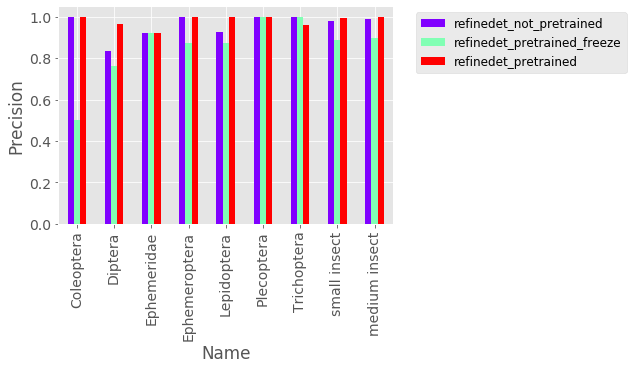 refinedet_not_pretrained
refinedet_pretrained_freeze
refinedet_pretrained
Precision
1.0
0.8
0.6
0.4
0.2
0.0
Coleoptera
Diptera
Ephemeridae
Ephemeroptera
Lepidoptera
Plecoptera
Trichoptera
small insect
medium insect
Name